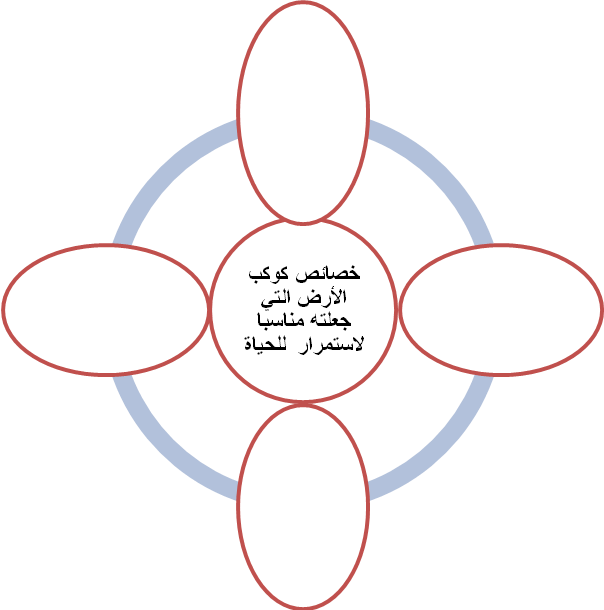 خصائص كوكب
الأرض التي
جعلته مناسبا
لاستمرار للحياة